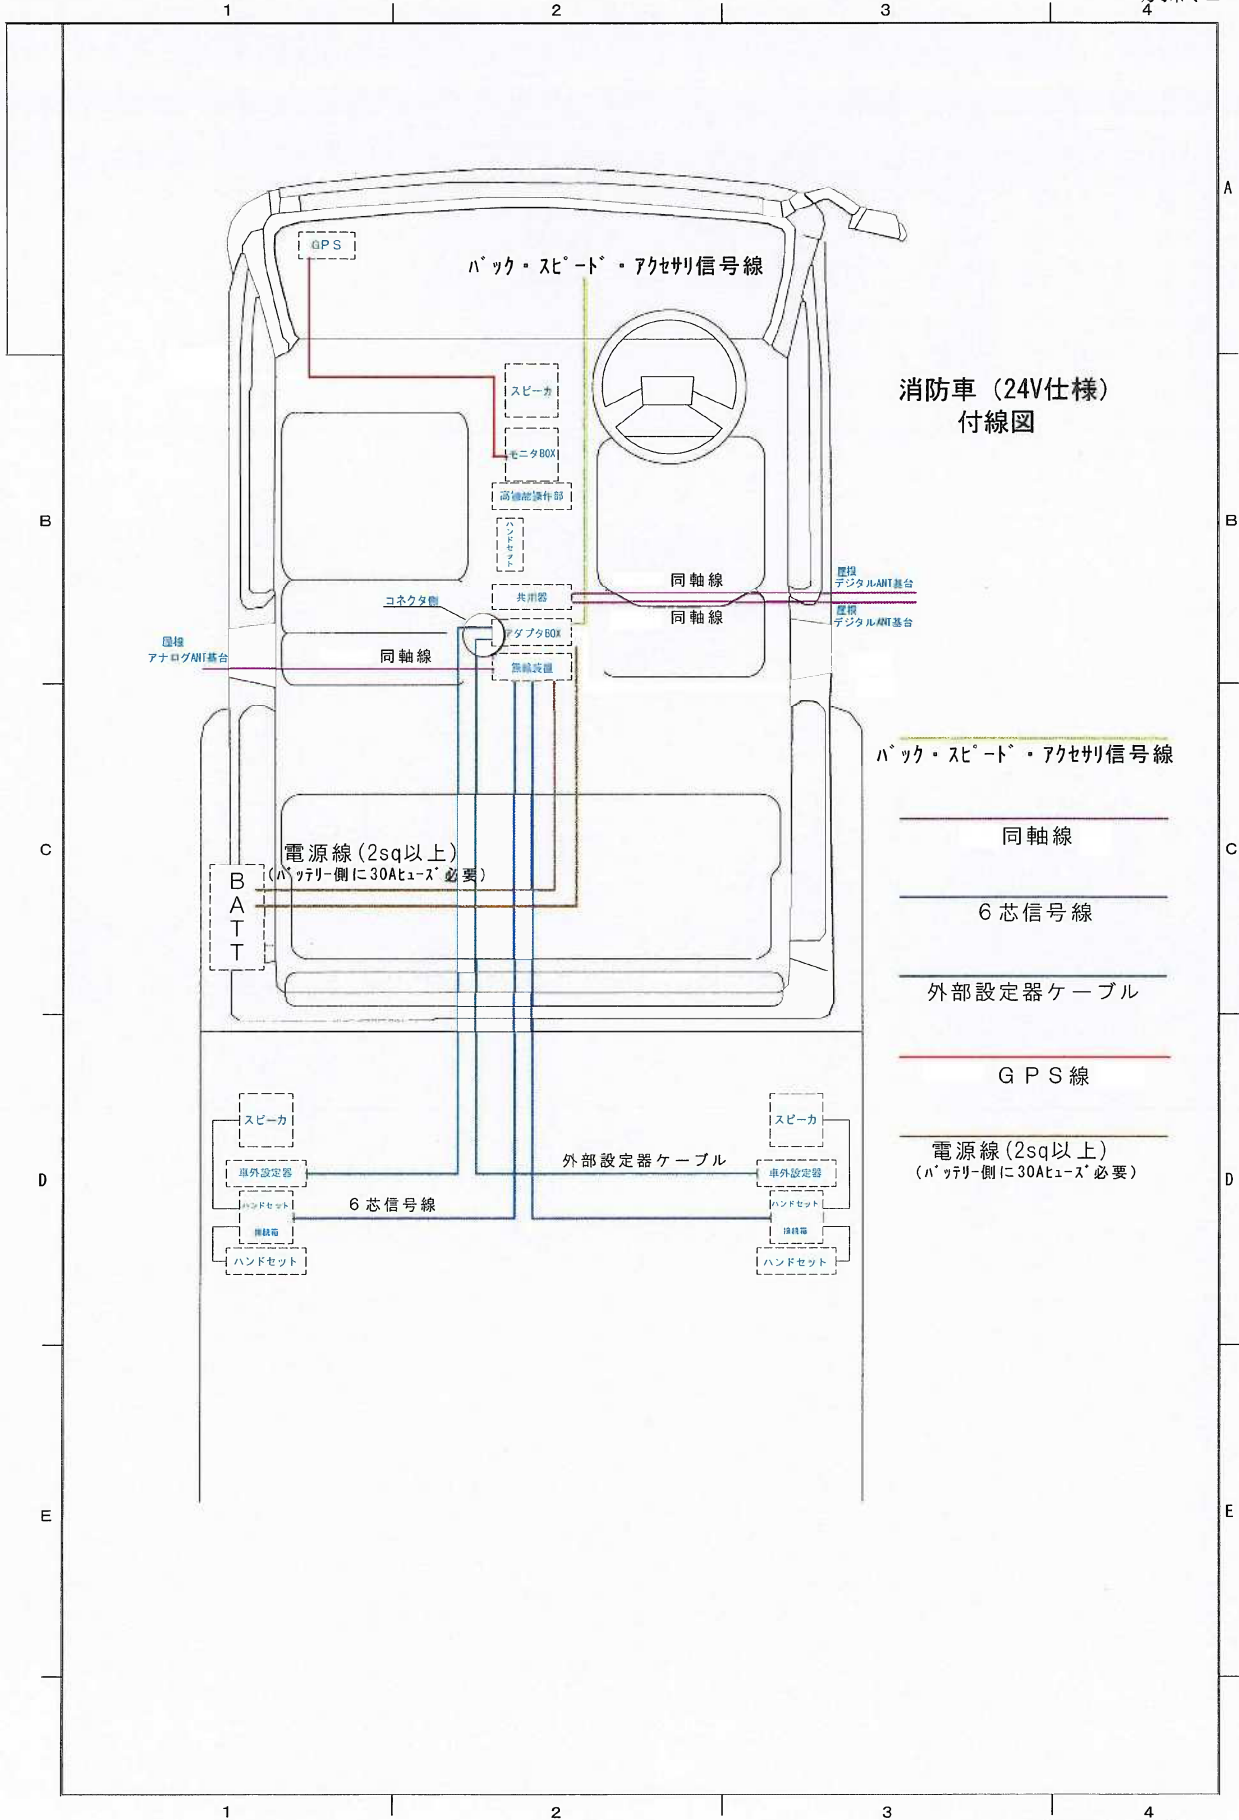 1 2 3 4
A
GPS
バック・スピード・アクセサリ信号線
スピーカ
消防車（24V仕様）
付線図
モニタBOX
高機能操作部
B B
ハンドセット
同軸線
屋根
デジタルANT基台
共用器
コネクタ側
同軸線
屋根
デジタルANT基台
アダプタBOX
屋根
アナログANT基台
同軸線
無線装置
バック・スピード・アクセサリ信号線
同軸線
C C
電源線(2sq以上)
(バッテリー側に30Aヒューズ必要)
BATT
6芯信号線
外部設定器ケーブル
GPS線
スピーカ
スピーカ
電源線(2sq以上)
(バッテリー側に30Aヒューズ必要)
外部設定器ケーブル
車外設定器
車外設定器
D D
6芯信号線
ハンドセット
接続箱
ハンドセット
接続箱
ハンドセット
ハンドセット
E E
1 2 3 4